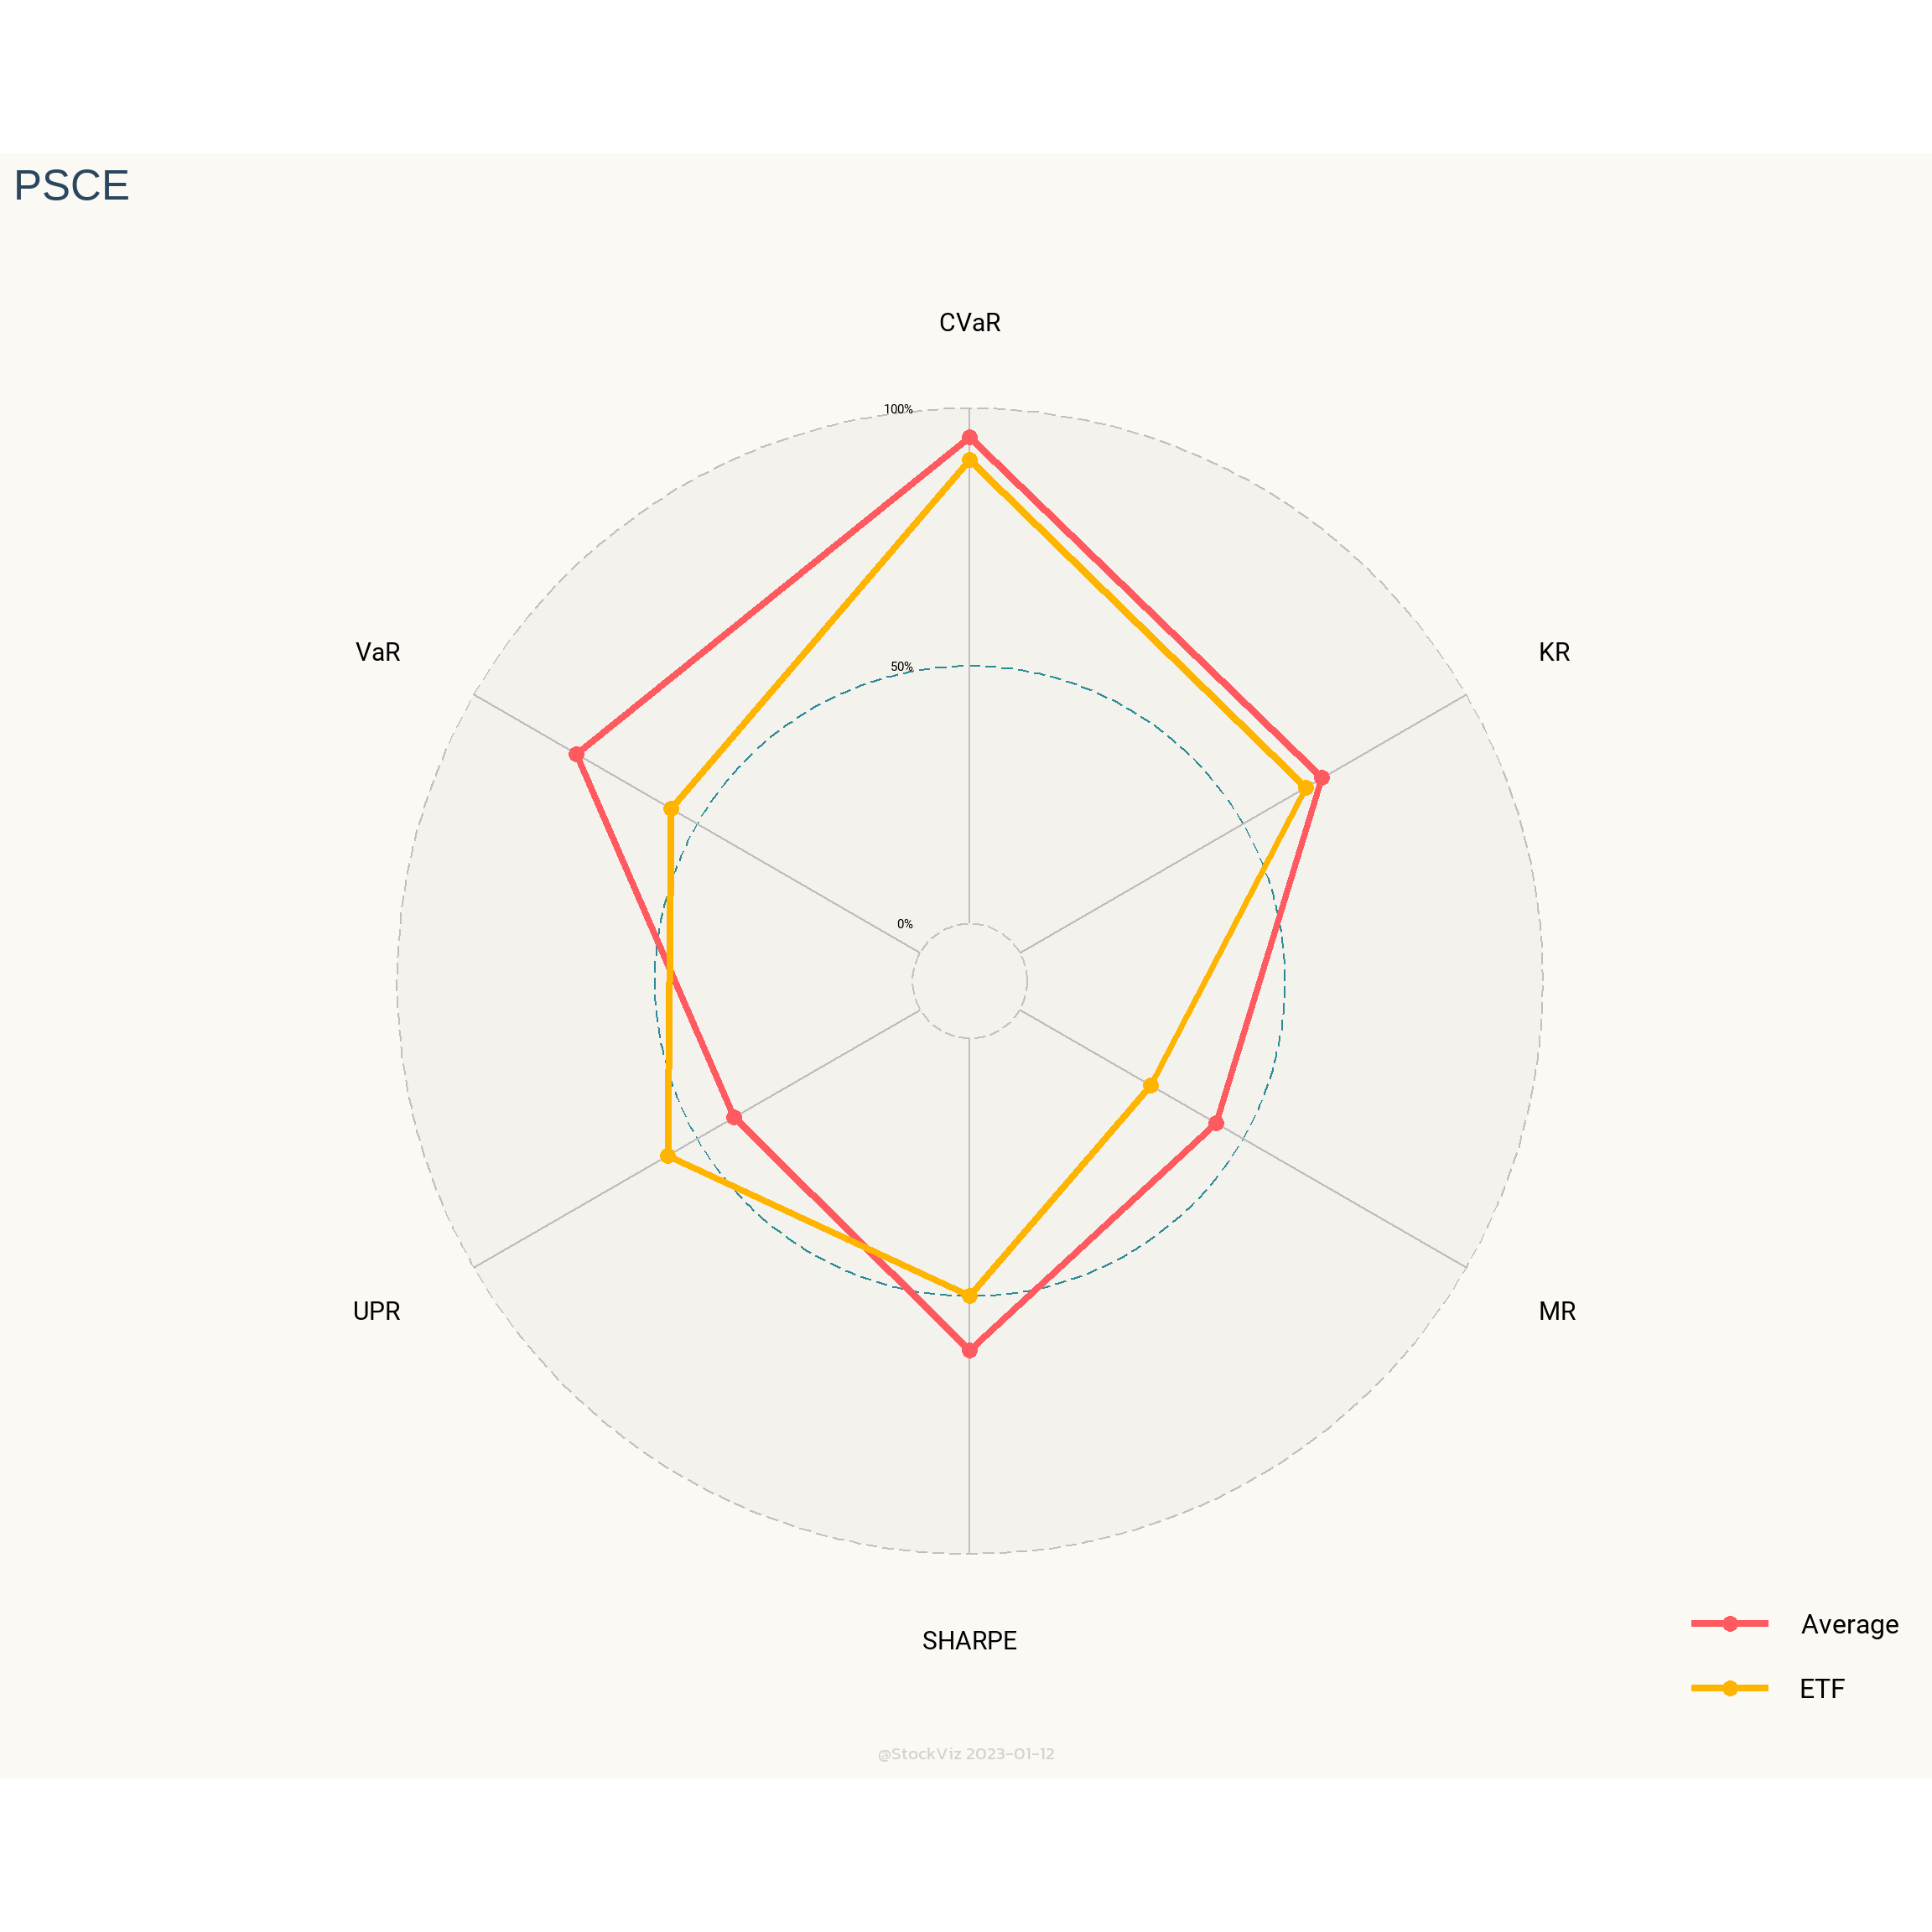 PSCE
CVaR
100%
VaR
KR
50%
0%
UPR
MR
SHARPE
Average
ETF
@StockViz 2023-01-12